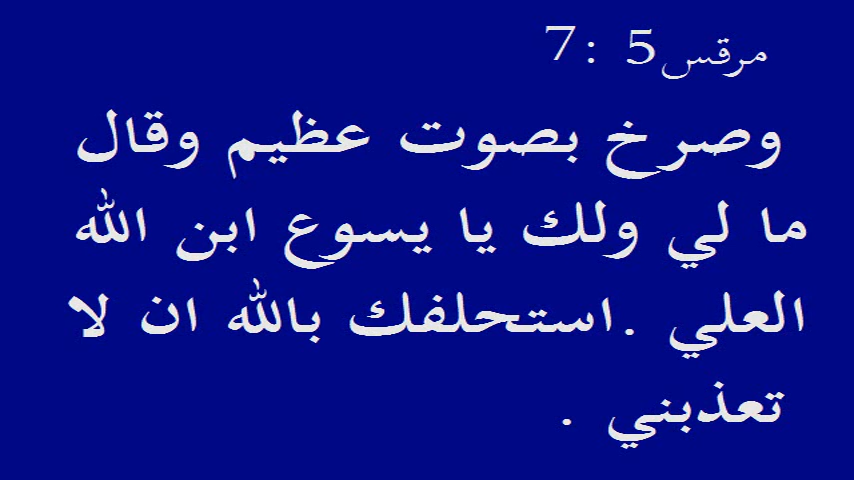 مرقس5 :7
وصرخ بصوت عظيم وقال
ما لي ولك يا يسوع ابن الله
العلي .استحلفك بالله ان لا
تعذبني .